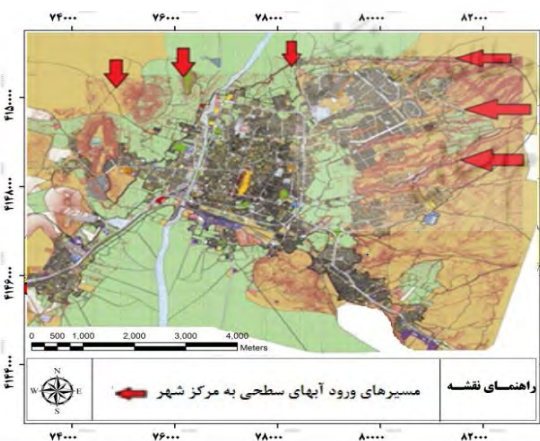 ۷۴۰۰۰ ۷۶۰۰۰ ۷۸۰۰۰ ۸۰۰۰۰ ۸۲۰۰۰
۴۱۵۰۰۰۰
۴۱۴۸۰۰۰
۴۱۴۶۰۰۰
۴۱۴۴۰۰۰
0 500 1,000 2,000 3,000 4,000
Meters
راهنمای نقشه
مسیرهای ورود آبهای سطحی به مرکز شهر
N
W E
S
۷۴۰۰۰ ۷۶۰۰۰ ۷۸۰۰۰ ۸۰۰۰۰ ۸۲۰۰۰